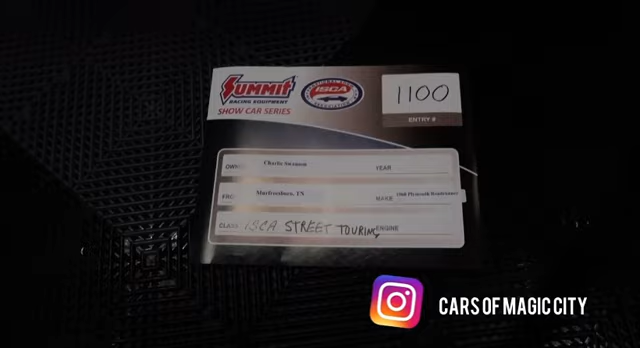 SUMMIT
RACING EQUIPMENT
SHOW CAR SERIES
ISCA
1100
ENTRY #
OWNER Charlie Swanson YEAR
Murfreesboro, TN MAKE 1968 Plymouth Roadrunner
CLASS ISCA STREET TOURING ENGINE
CARS OF MAGIC CITY